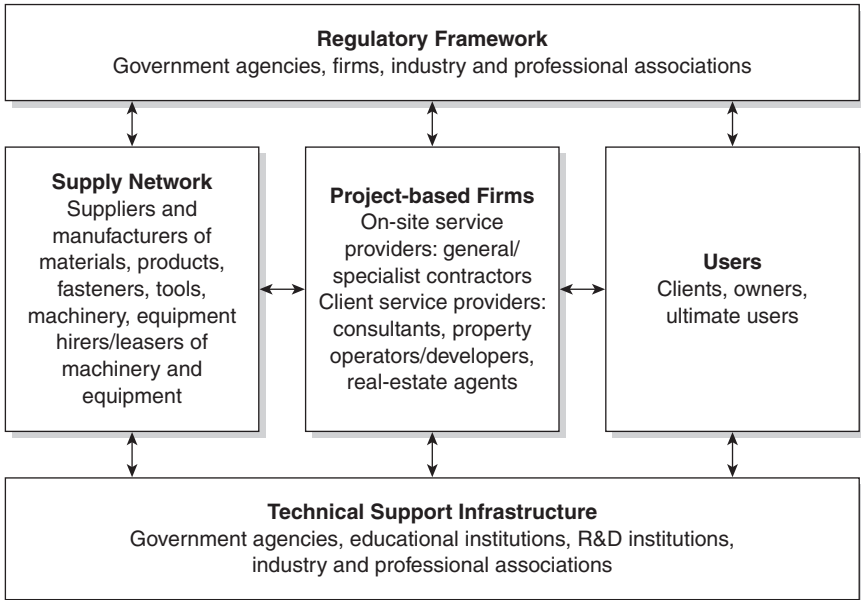 Regulatory Framework
Government agencies, firms, industry and professional associations
Supply Network
Suppliers and
manufacturers of
materials, products,
fasteners, tools,
machinery, equipment
hirers/leasers of
machinery and
equipment
Project-based Firms
On-site service
providers: general/
specialist contractors
Client service providers:
consultants, property
operators/developers,
real-estate agents
Users
Clients, owners,
ultimate users
Technical Support Infrastructure
Government agencies, educational institutions, R&D institutions,
industry and professional associations